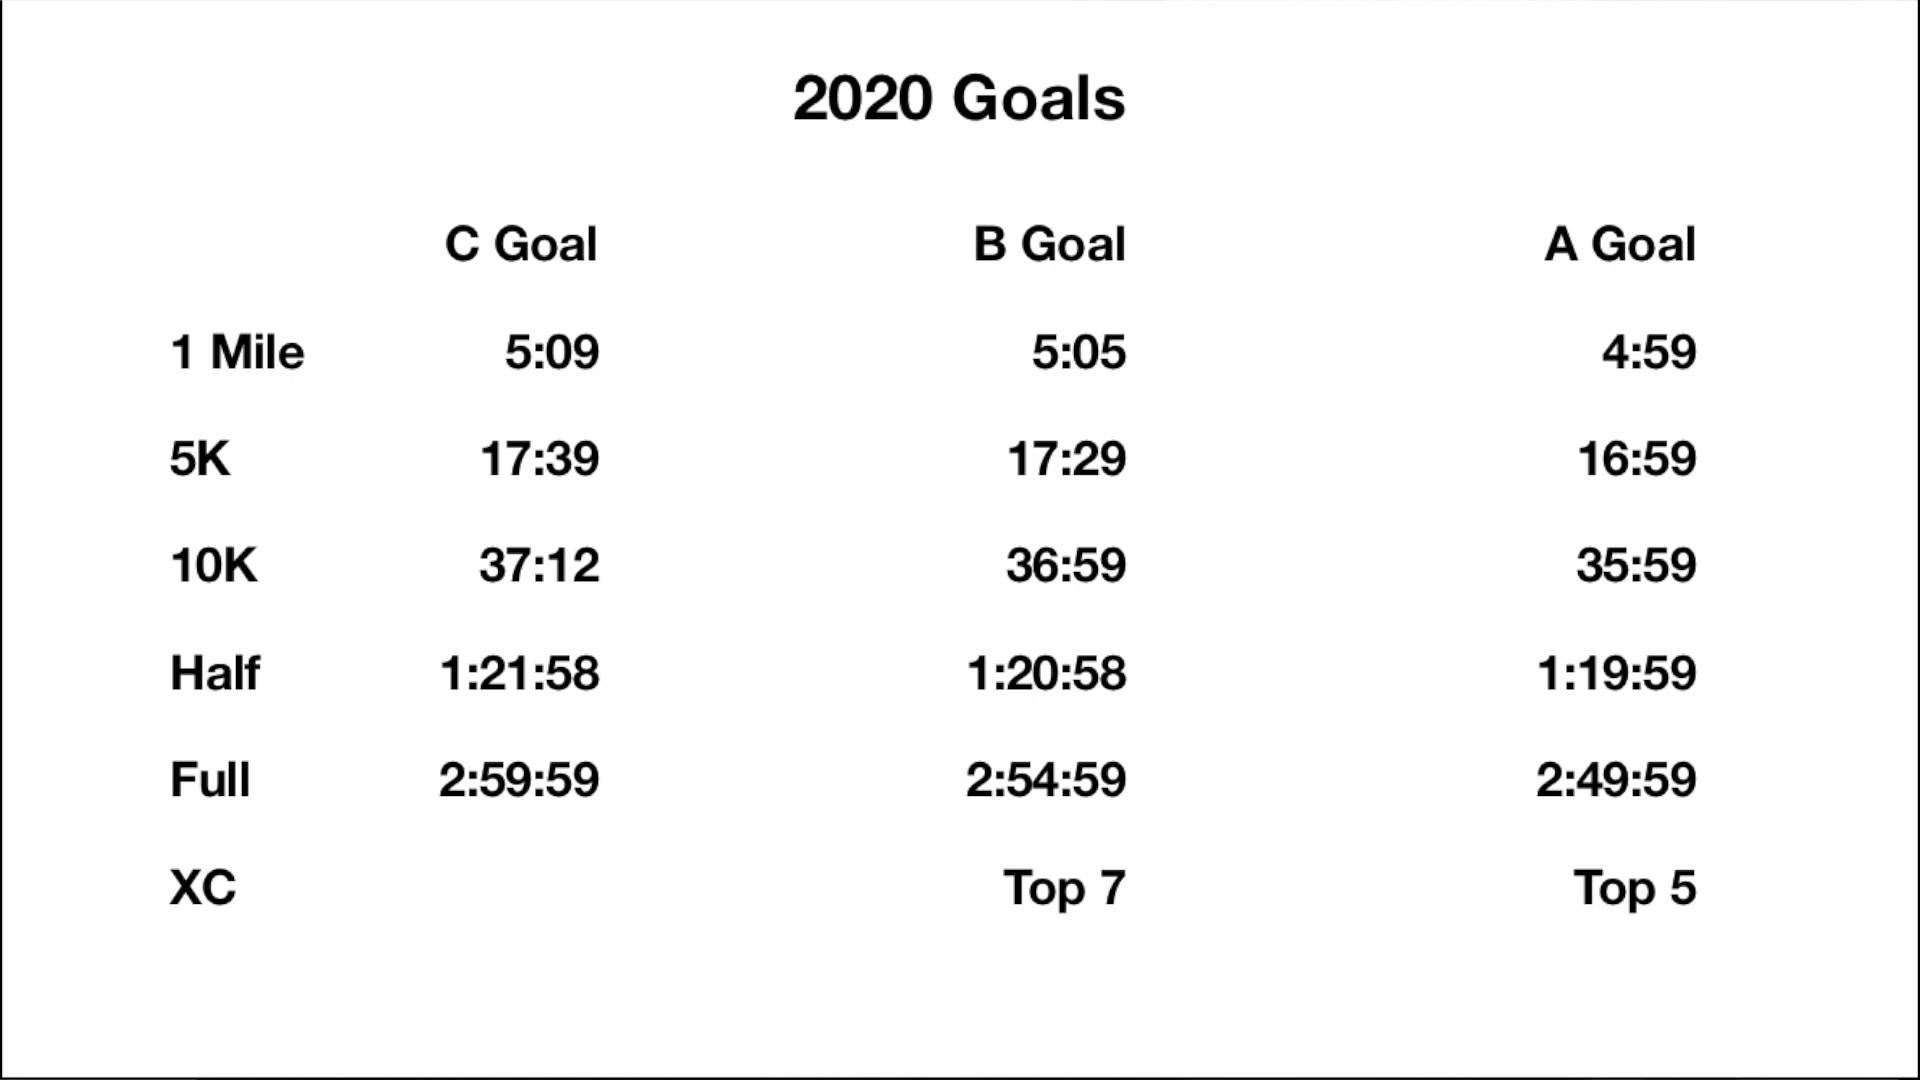 2020 Goals
C Goal B Goal A Goal
1 Mile 5:09 5:05 4:59
5K 17:39 17:29 16:59
10K 37:12 36:59 35:59
Half 1:21:58 1:20:58 1:19:59
Full 2:59:59 2:54:59 2:49:59
XC Top 7 Top 5